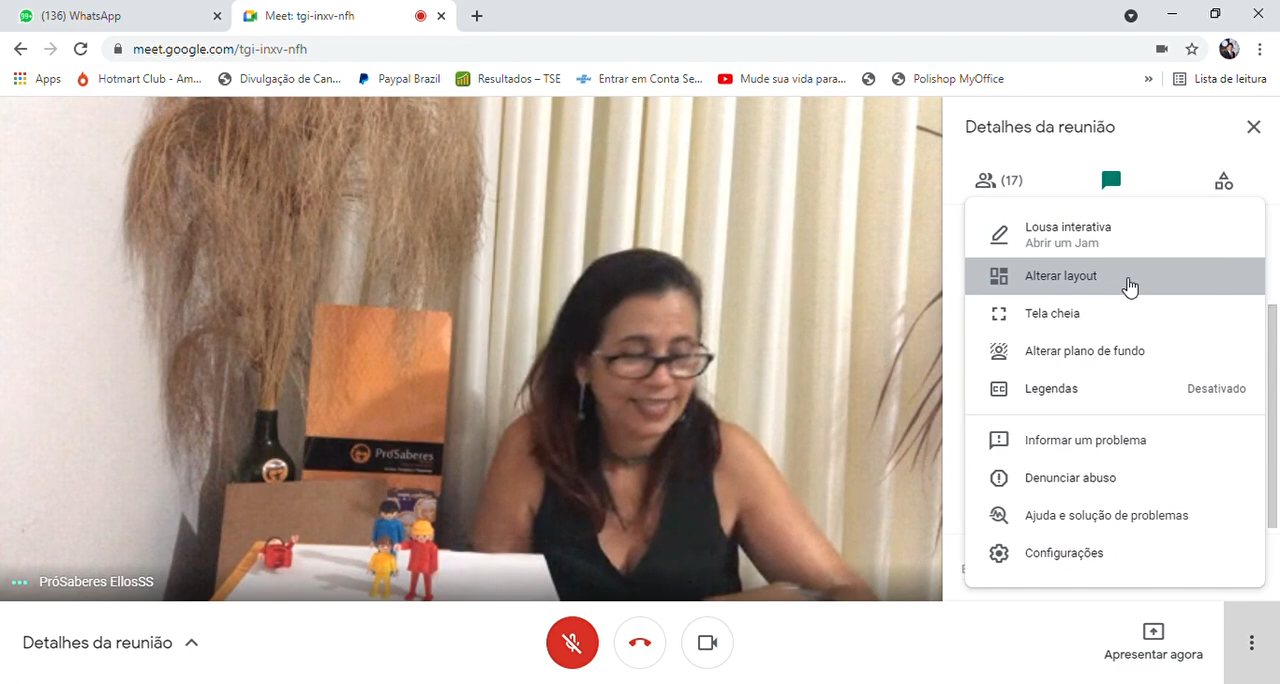 99+
(136) WhatsApp
Meet: tgi-inxv-nfh
meet.google.com/tgi-inxv-nfh
Apps
Hotmart Club - Am...
Divulgação de Can...
Paypal Brazil
Resultados – TSE
Entrar em Conta Se...
Mude sua vida para...
Polishop MyOffice
»
Lista de leitura
Detalhes da reunião
(17)
Lousa interativa
Abrir um Jam
Alterar layout
Tela cheia
Alterar plano de fundo
CC
Legendas
Desativado
Informar um problema
Denunciar abuso
Ajuda e solução de problemas
Configurações
PróSaberes
PróSaberes EllosSS
Detalhes da reunião
Apresentar agora